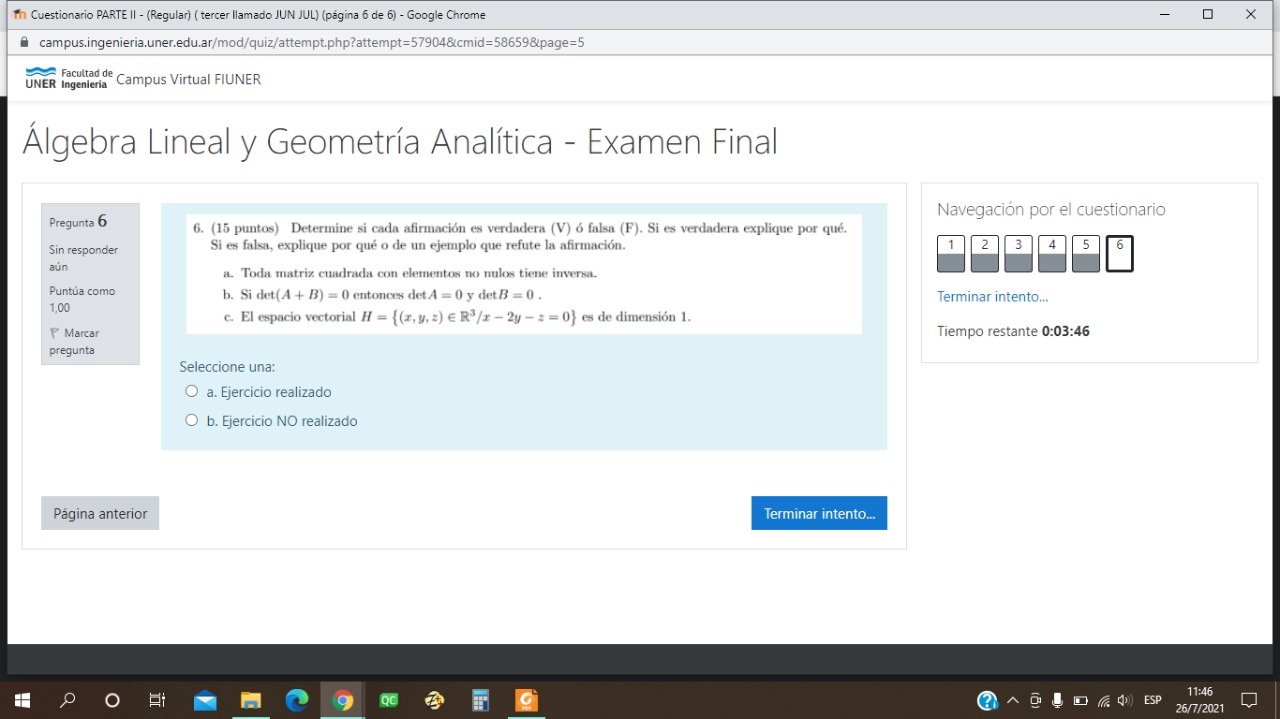 Cuestionario PARTE II - (Regular) ( tercer llamado JUN JUL) (página 6 de 6) - Google Chrome
campus.ingenieria.uner.edu.ar/mod/quiz/attempt.php?attempt=57904&cmid=58659&page=5
UNER Facultad de Ingeniería Campus Virtual FIUNER
Álgebra Lineal y Geometría Analítica - Examen Final
Pregunta 6
Sin responder
aún
Puntúa como
1,00
Marcar
pregunta
6. (15 puntos) Determine si cada afirmación es verdadera (V) ó falsa (F). Si es verdadera explique por qué.
Si es falsa, explique por qué o de un ejemplo que refute la afirmación.
a. Toda matriz cuadrada con elementos no nulos tiene inversa.
b. Si det(A + B) = 0 entonces detA = 0 y detB = 0 .
c. El espacio vectorial H = {(x, y, z) ∈ ℝ³/x − 2y − z = 0} es de dimensión 1.
Seleccione una:
a. Ejercicio realizado
b. Ejercicio NO realizado
Página anterior
Terminar intento...
Navegación por el cuestionario
1 2 3 4 5 6
Terminar intento...
Tiempo restante 0:03:46
QC
ESP
11:46
26/7/2021